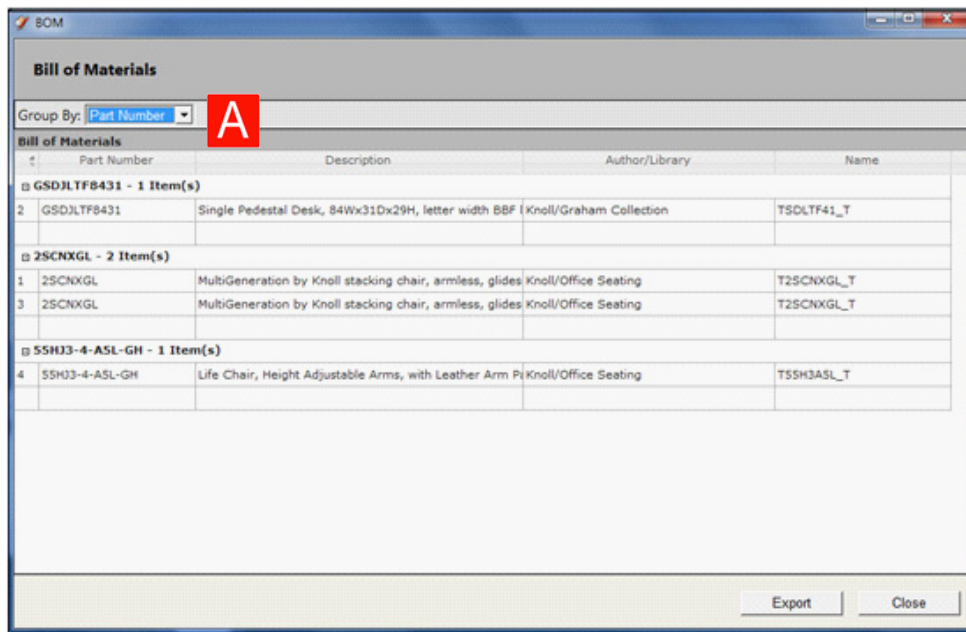 BOM
Bill of Materials
Group By: Part Number
A
Bill of Materials
Part Number Description Author/Library Name
GSDJLTF8431 - 1 Item(s)
2 GSDJLTF8431 Single Pedestal Desk, 84Wx31Dx29H, letter width BBF Knoll/Graham Collection TSDLTF41_T
2SCNXGL - 2 Item(s)
1 2SCNXGL MultiGeneration by Knoll stacking chair, armless, glides Knoll/Office Seating T2SCNXGL_T
3 2SCNXGL MultiGeneration by Knoll stacking chair, armless, glides Knoll/Office Seating T2SCNXGL_T
55HJ3-4-A5L-GH - 1 Item(s)
4 55HJ3-4-A5L-GH Life Chair, Height Adjustable Arms, with Leather Arm Knoll/Office Seating T55H3A5L_T
Export Close